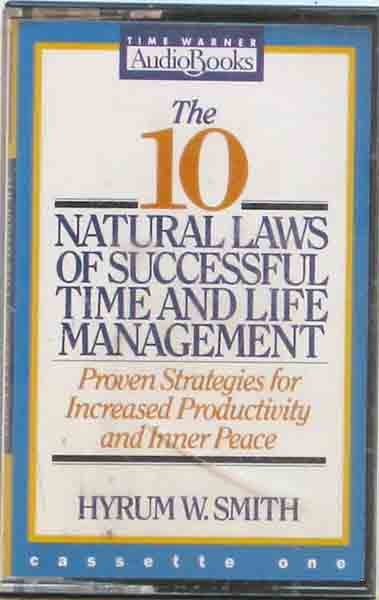 TIME WARNER
AudioBooks
The
10
NATURAL LAWS
OF SUCCESSFUL
TIME AND LIFE
MANAGEMENT
Proven Strategies for
Increased Productivity
and Inner Peace
HYRUM W. SMITH
cassette one